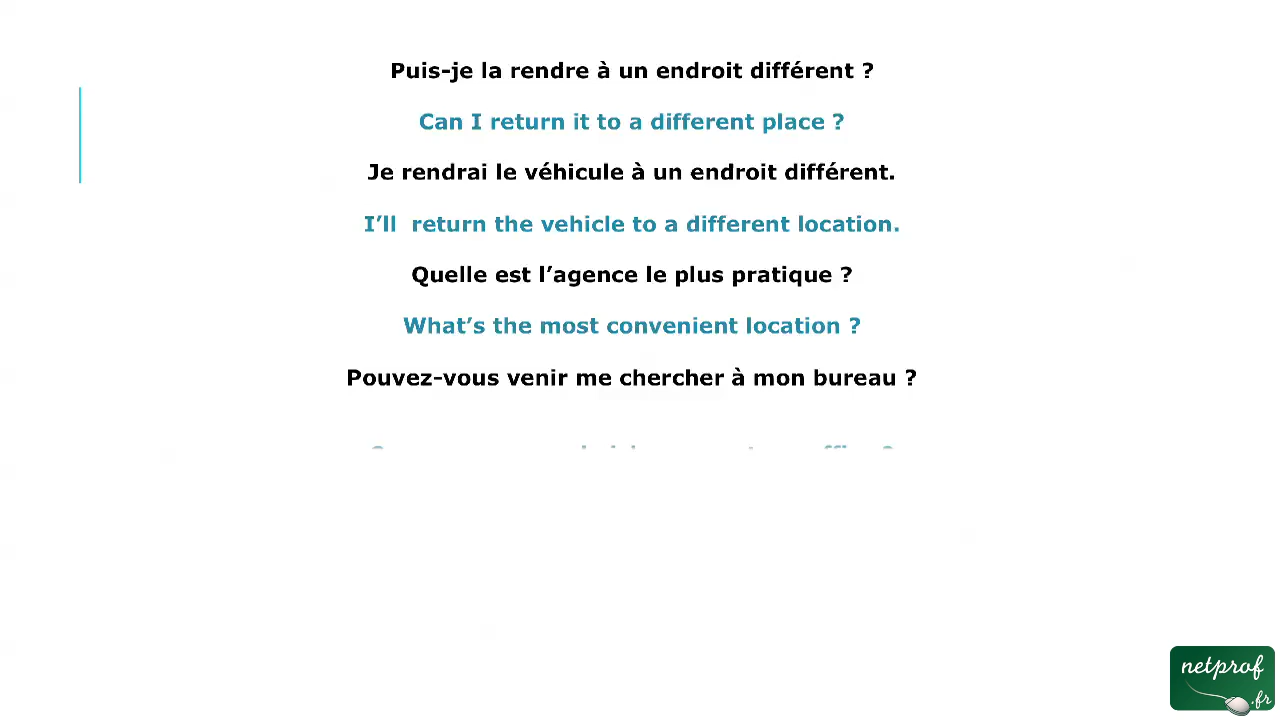 Puis-je la rendre à un endroit différent ?
Can I return it to a different place ?
Je rendrai le véhicule à un endroit différent.
I’ll  return the vehicle to a different location.
Quelle est l’agence le plus pratique ?
What’s the most convenient location ?
Pouvez-vous venir me chercher à mon bureau ?
netprof
.fr